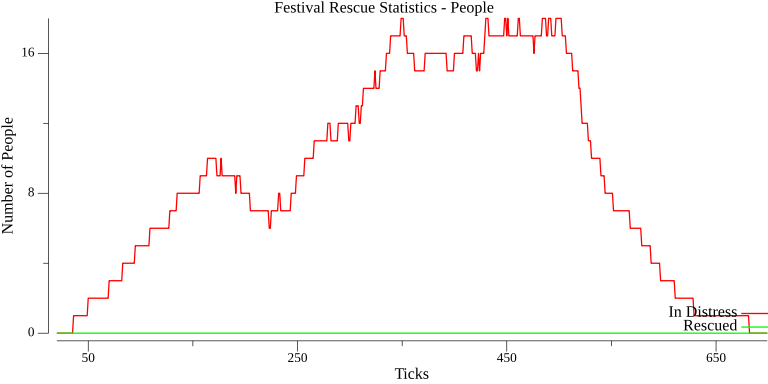 Festival Rescue Statistics - People
Number of People
16
8
0
In Distress
Rescued
50
250
450
650
Ticks